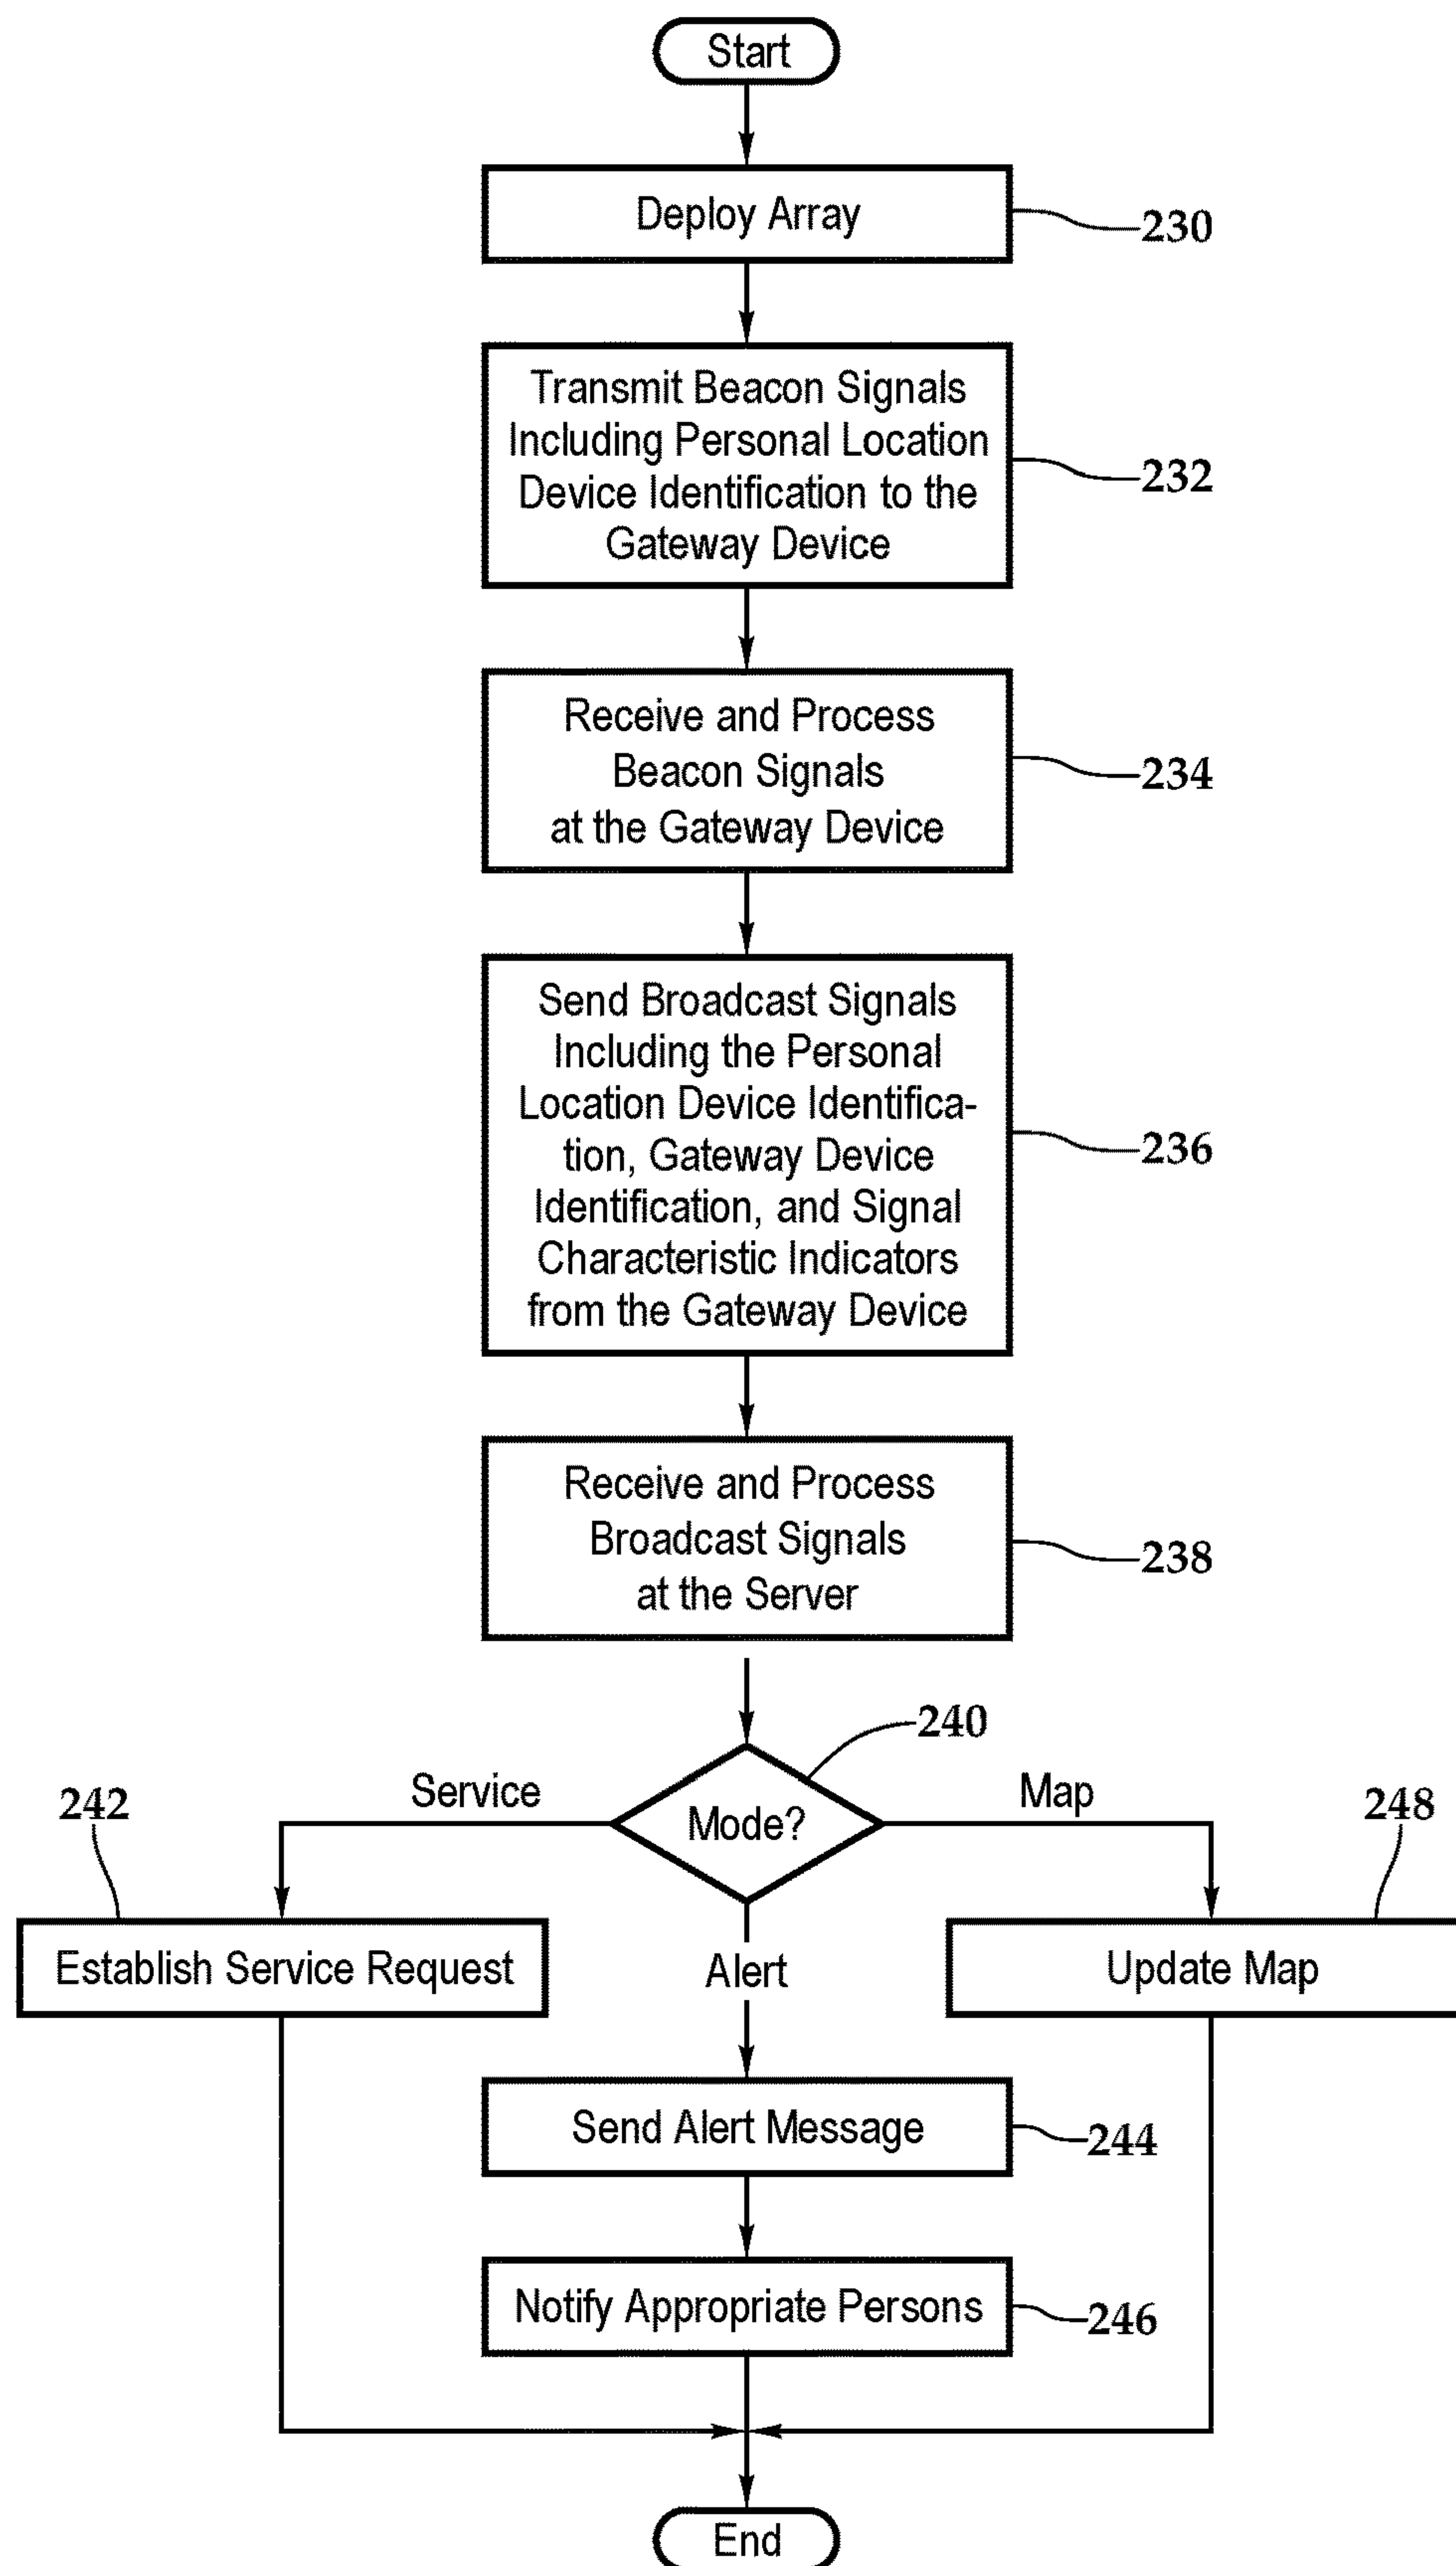 Start
Deploy Array
230
Transmit Beacon Signals
Including Personal Location
Device Identification to the
Gateway Device
232
Receive and Process
Beacon Signals
at the Gateway Device
234
Send Broadcast Signals
Including the Personal
Location Device Identifica-
tion, Gateway Device
Identification, and Signal
Characteristic Indicators
from the Gateway Device
236
Receive and Process
Broadcast Signals
at the Server
238
240
Mode?
Service
Map
242
248
Establish Service Request
Alert
Update Map
Send Alert Message
244
Notify Appropriate Persons
246
End